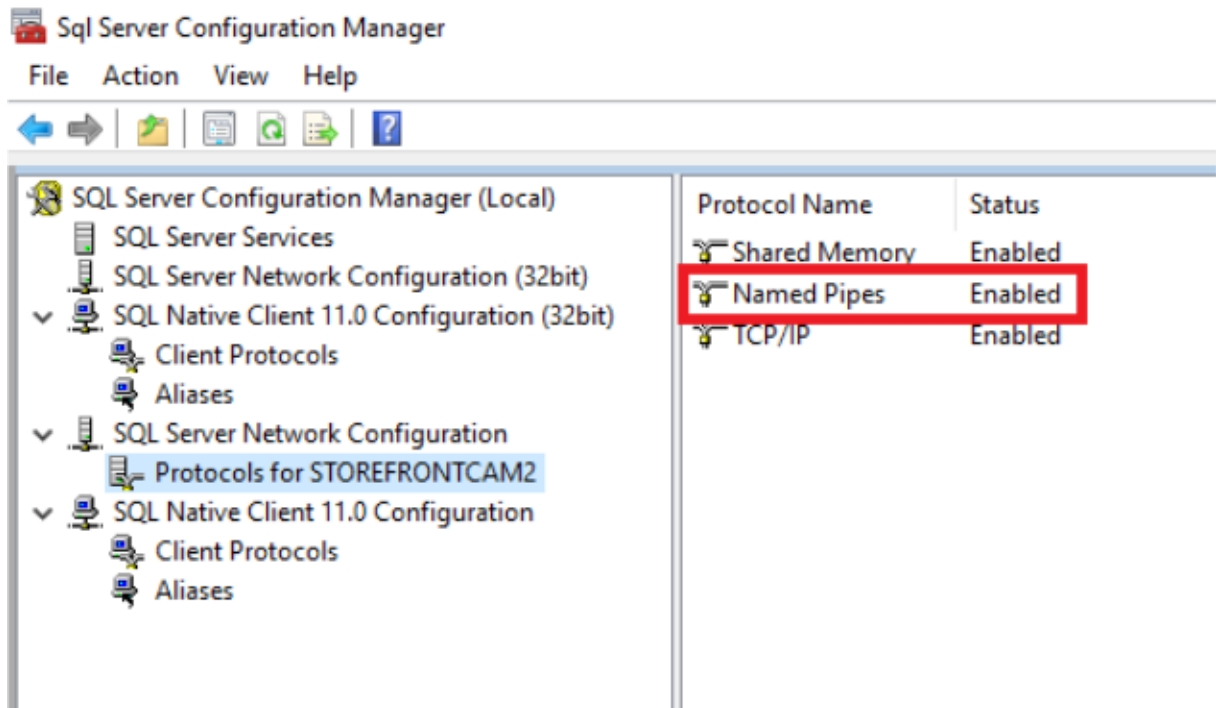 Sql Server Configuration Manager
File Action View Help
SQL Server Configuration Manager (Local)
SQL Server Services
SQL Server Network Configuration (32bit)
SQL Native Client 11.0 Configuration (32bit)
Client Protocols
Aliases
SQL Server Network Configuration
Protocols for STOREFRONTCAM2
SQL Native Client 11.0 Configuration
Client Protocols
Aliases
Protocol Name Status
Shared Memory Enabled
Named Pipes Enabled
TCP/IP Enabled